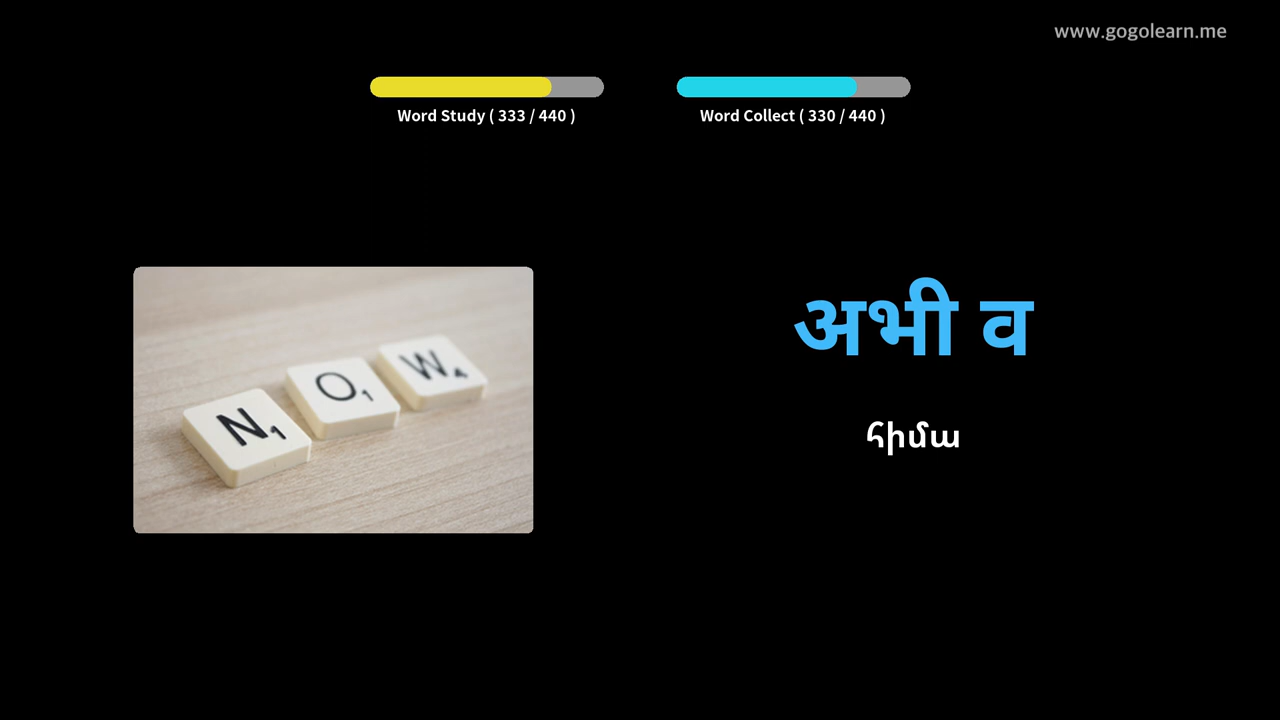 www.gogolearn.me
Word Study ( 333 / 440 )
Word Collect ( 330 / 440 )
अभी व
հիմա
N1 O1 W4